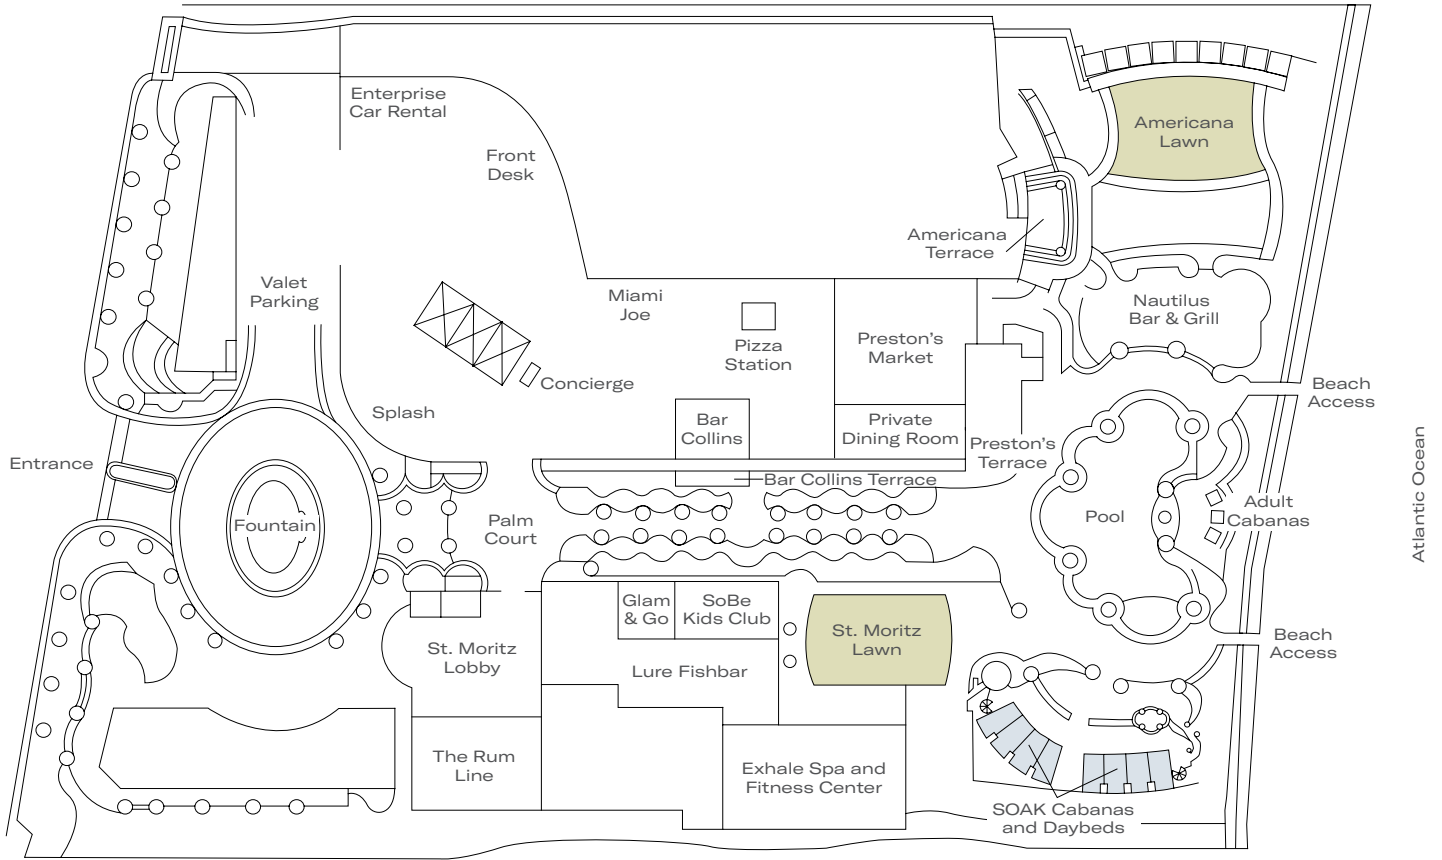 Enterprise
Car Rental
Front
Desk
Americana
Lawn
Americana
Terrace
Valet
Parking
Miami
Joe
Nautilus
Bar & Grill
Pizza
Station
Preston's
Market
Concierge
Beach
Access
Splash
Bar
Collins
Private
Dining Room
Preston's
Terrace
Entrance
Bar Collins Terrace
Fountain
Palm
Court
Pool
Adult
Cabanas
Atlantic Ocean
Glam
& Go
SoBe
Kids Club
St. Moritz
Lawn
Beach
Access
St. Moritz
Lobby
Lure Fishbar
The Rum
Line
Exhale Spa and
Fitness Center
SOAK Cabanas
and Daybeds